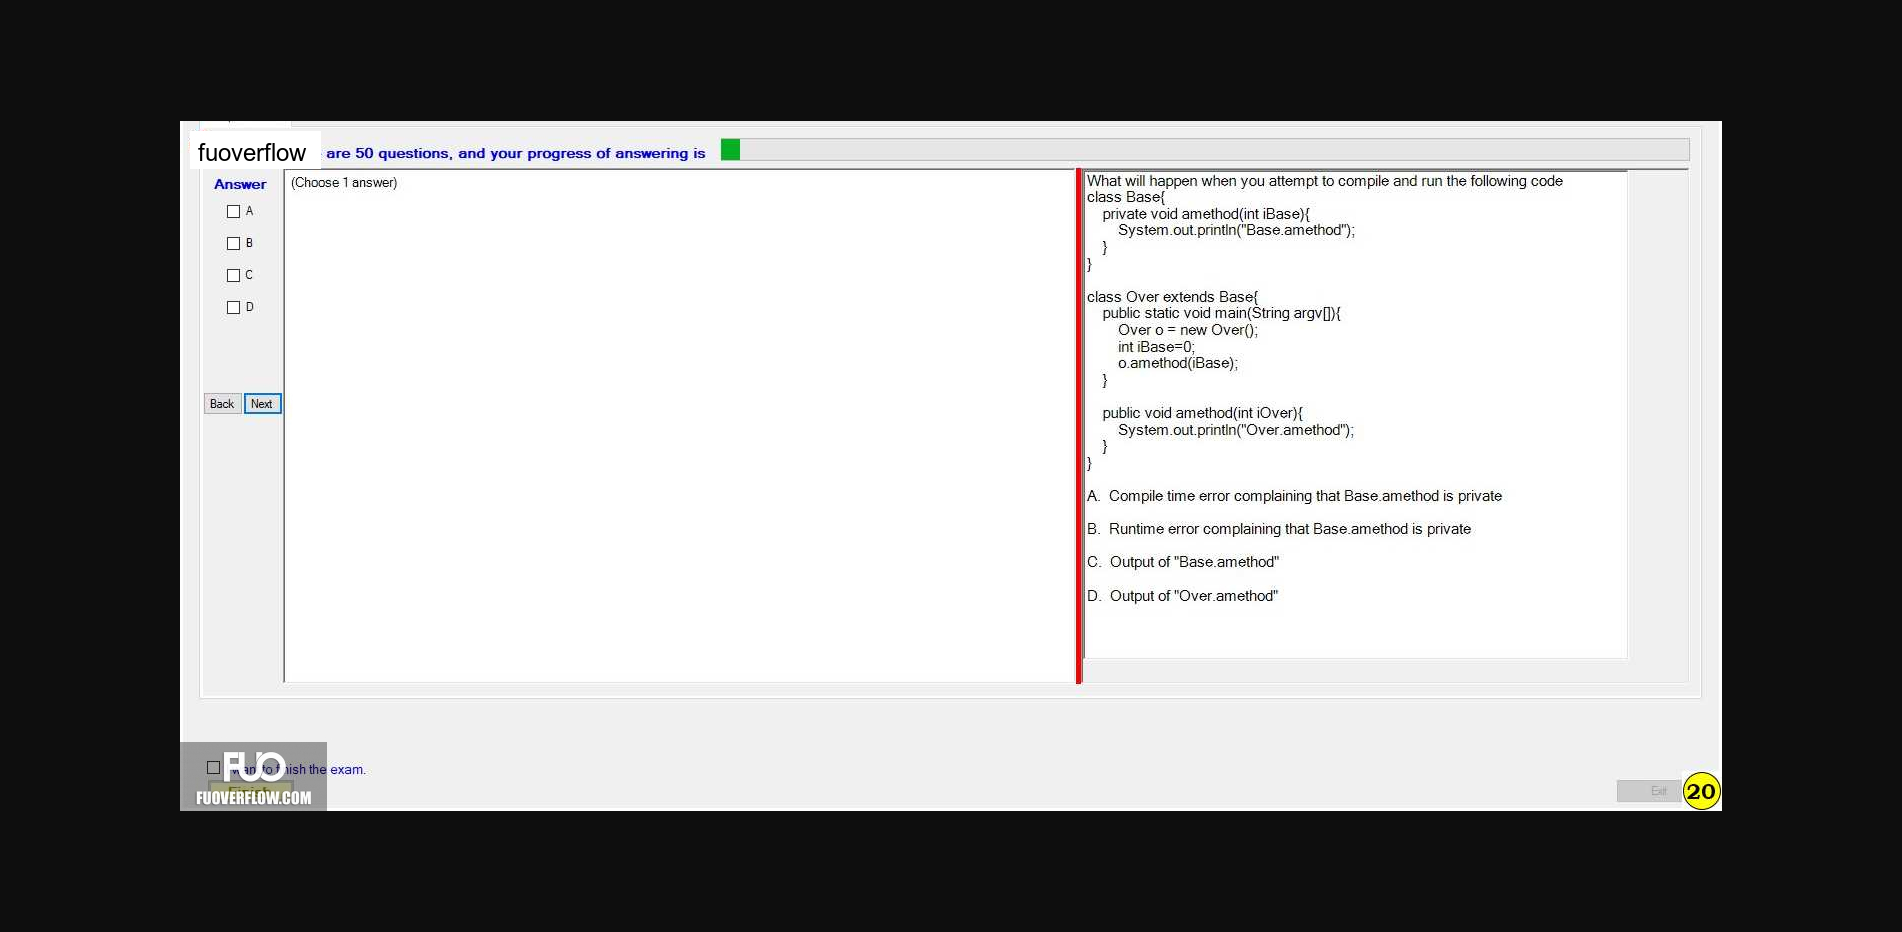 fuoverflow are 50 questions, and your progress of answering is
Answer
A
B
C
D
Back Next
(Choose 1 answer)
What will happen when you attempt to compile and run the following code
class Base{
private void amethod(int iBase){
System.out.println("Base.amethod");
}
}
class Over extends Base{
public static void main(String argv[]){
Over o = new Over();
int iBase=0;
o.amethod(iBase);
}
public void amethod(int iOver){
System.out.println("Over.amethod");
}
}
A. Compile time error complaining that Base.amethod is private
B. Runtime error complaining that Base.amethod is private
C. Output of "Base.amethod"
D. Output of "Over.amethod"
FUO
want to finish the exam.
Finish
FUOVERFLOW.COM
Exit
20